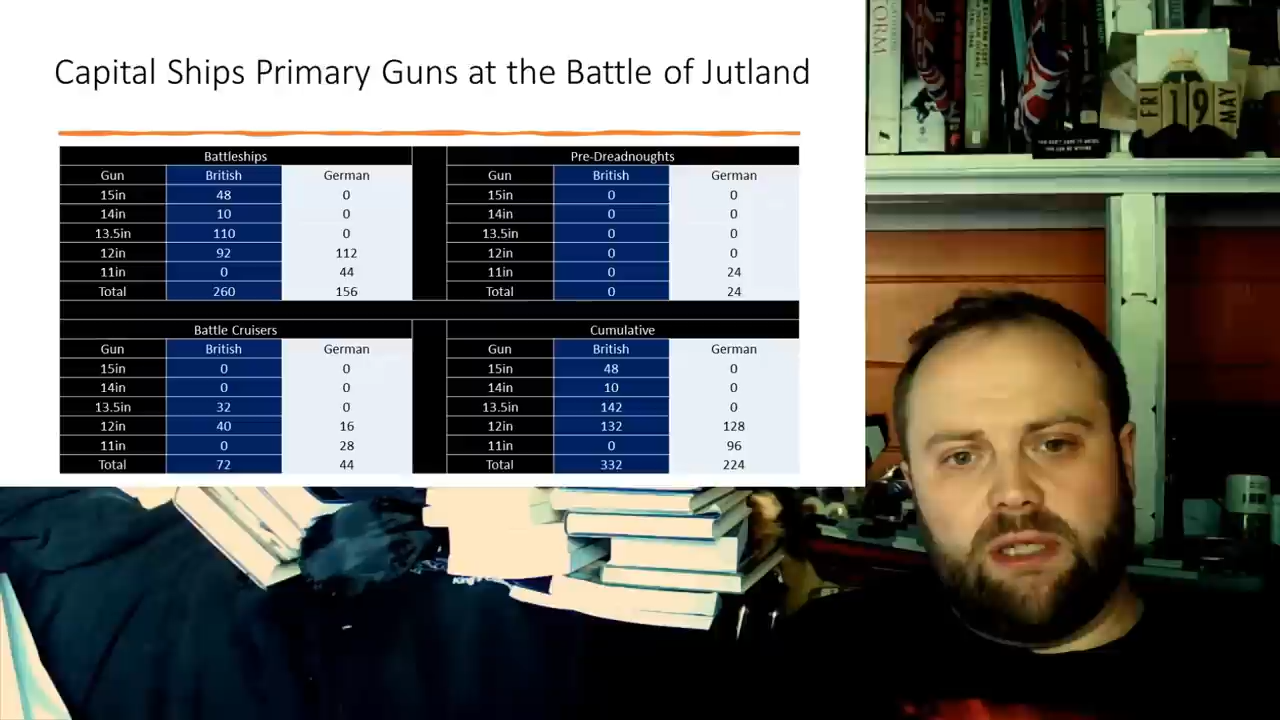 Capital Ships Primary Guns at the Battle of Jutland
Battleships
Gun British German
15in 48 0
14in 10 0
13.5in 110 0
12in 92 112
11in 0 44
Total 260 156
Pre-Dreadnoughts
Gun British German
15in 0 0
14in 0 0
13.5in 0 0
12in 0 0
11in 0 24
Total 0 24
Battle Cruisers
Gun British German
15in 0 0
14in 0 0
13.5in 32 0
12in 40 16
11in 0 28
Total 72 44
Cumulative
Gun British German
15in 48 0
14in 10 0
13.5in 142 0
12in 132 128
11in 0 96
Total 332 224
FRI 19 MAY